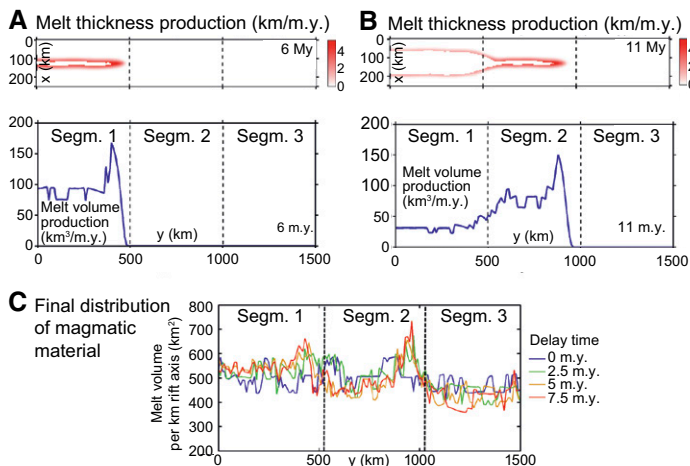 A Melt thickness production (km/m.y.)
0
100
200
x (km)
6 My
4
2
0
200
150
100
50
0
Segm. 1 Segm. 2 Segm. 3
Melt volume
production
(km³/m.y.)
y (km)
6 m.y.
0 500 1000 1500
B Melt thickness production (km/m.y.)
0
100
200
x (km)
11 My
4
2
0
200
150
100
50
0
Segm. 1 Segm. 2 Segm. 3
Melt volume
production
(km³/m.y.)
y (km)
11 m.y.
0 500 1000 1500
C Final distribution
of magmatic
material
Melt volume
per km rift axis (km²)
800
700
600
500
400
300
200
Segm. 1 Segm. 2 Segm. 3
0 500 y (km) 1000 1500
Delay time
0 m.y.
2.5 m.y.
5 m.y.
7.5 m.y.